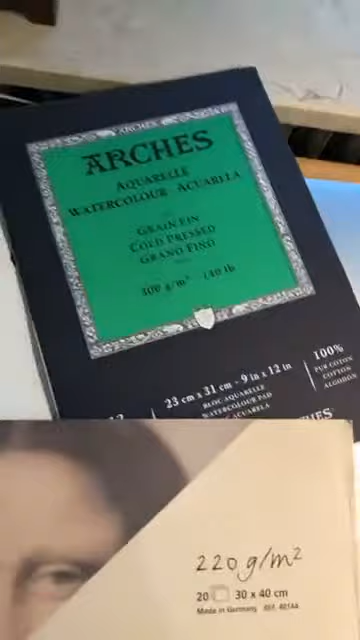 ARCHES
ARCHES
AQUARELLE
WATERCOLOUR ACUARELA
GRAIN FIN
COLD PRESSED
GRANO FINO
300 g/m² 140 lb
23 cm x 31 cm - 9 in x 12 in
BLOC AQUARELLE
WATERCOLOUR PAD
ACUARELA
100%
PUR COTON
COTTON
ALGODÓN
ARCHES
220 g/m²
20 30 x 40 cm
Made in Germany